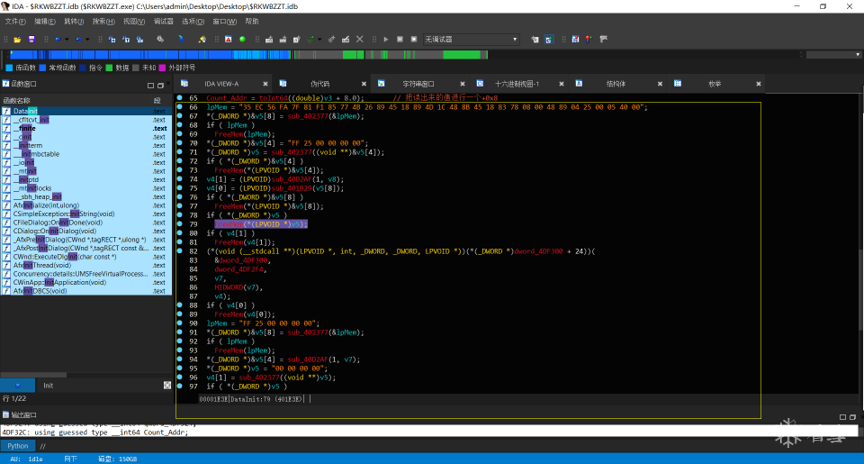 IDA - $RKWBZZT.idb ($RKWBZZT.exe) C:\Users\admin\Desktop\Desktop\$RKWBZZT.idb
文件(F) 编辑(E) 跳转(J) 搜索(H) 视图(V) 调试器 选项(O) 窗口(W) 帮助
无调试器
库函数 常规函数 指令 数据 未知 外部符号
函数窗口
IDA VIEW-A 伪代码 字符串窗口 十六进制视图-1 结构体 枚举
函数名称 段
DataInit .text
__cfltcvt_init .text
__finite .text
__cinit .text
__initterm .text
__initmbctable .text
__ioinit .text
__mtinit .text
__initptd .text
__mtinitlocks .text
__sbh_heap_init .text
AfxInitialize(int,ulong) .text
CSimpleException::InitString(void) .text
CFileDialog::OnInitDone(void) .text
CDialog::OnInitDialog(void) .text
_AfxPreInitDialog(CWnd *,tagRECT *,ulong *) .text
_AfxPostInitDialog(CWnd *,tagRECT const &… .text
CWnd::ExecuteDlgInit(char const *) .text
AfxInitThread(void) .text
Concurrency::details::UMSFreeVirtualProcess… .text
CWinApp::InitApplication(void) .text
AfxInitDBCS(void) .text
Init
行 1/22
65 Count_Addr = toint64((double)v3 + 8.0); // 把读出来的值进行一个+0x8
66 lpMem = "35 EC 56 FA 7F 81 F1 85 77 4B 26 89 45 18 89 4D 1C 48 8B 45 18 83 78 08 00 48 89 04 25 00 05 40 00";
67 *(_DWORD *)&v5[8] = sub_402377(&lpMem);
68 if ( lpMem )
69 FreeMem(lpMem);
70 *(_DWORD *)&v5[4] = "FF 25 00 00 00 00";
71 *(_DWORD *)v5 = sub_402377((void **)&v5[4]);
72 if ( *(_DWORD *)&v5[4] )
73 FreeMem(*(LPVOID *)&v5[4]);
74 v4[1] = (LPVOID)sub_40D2AF(1, v8);
75 v4[0] = (LPVOID)sub_401B29(v5[8]);
76 if ( *(_DWORD *)&v5[8] )
77 FreeMem(*(LPVOID *)&v5[8]);
78 if ( *(_DWORD *)v5 )
79 FreeMem(*(LPVOID *)v5);
80 if ( v4[1] )
81 FreeMem(v4[1]);
82 (*(void (__stdcall **)(LPVOID *, int, _DWORD, _DWORD, LPVOID *))(*(_DWORD *)dword_4DF300 + 24))(
83 &dword_4DF300,
84 dword_4DF2F4,
85 v7,
86 HIDWORD(v7),
87 v4);
88 if ( v4[0] )
89 FreeMem(v4[0]);
90 lpMem = "FF 25 00 00 00 00";
91 *(_DWORD *)&v5[8] = sub_402377(&lpMem);
92 if ( lpMem )
93 FreeMem(lpMem);
94 *(_DWORD *)&v5[4] = sub_40D2AF(1, v7);
95 *(_DWORD *)v5 = "00 00 00 00";
96 v4[1] = sub_402377((void **)v5);
97 if ( *(_DWORD *)v5 )
00001E3E DataInit:79 (401E3E)
输出窗口
4DF32C: using guessed type __int64 Count_Addr;
Python
AU: idle 向下 磁盘: 150GB
看雪